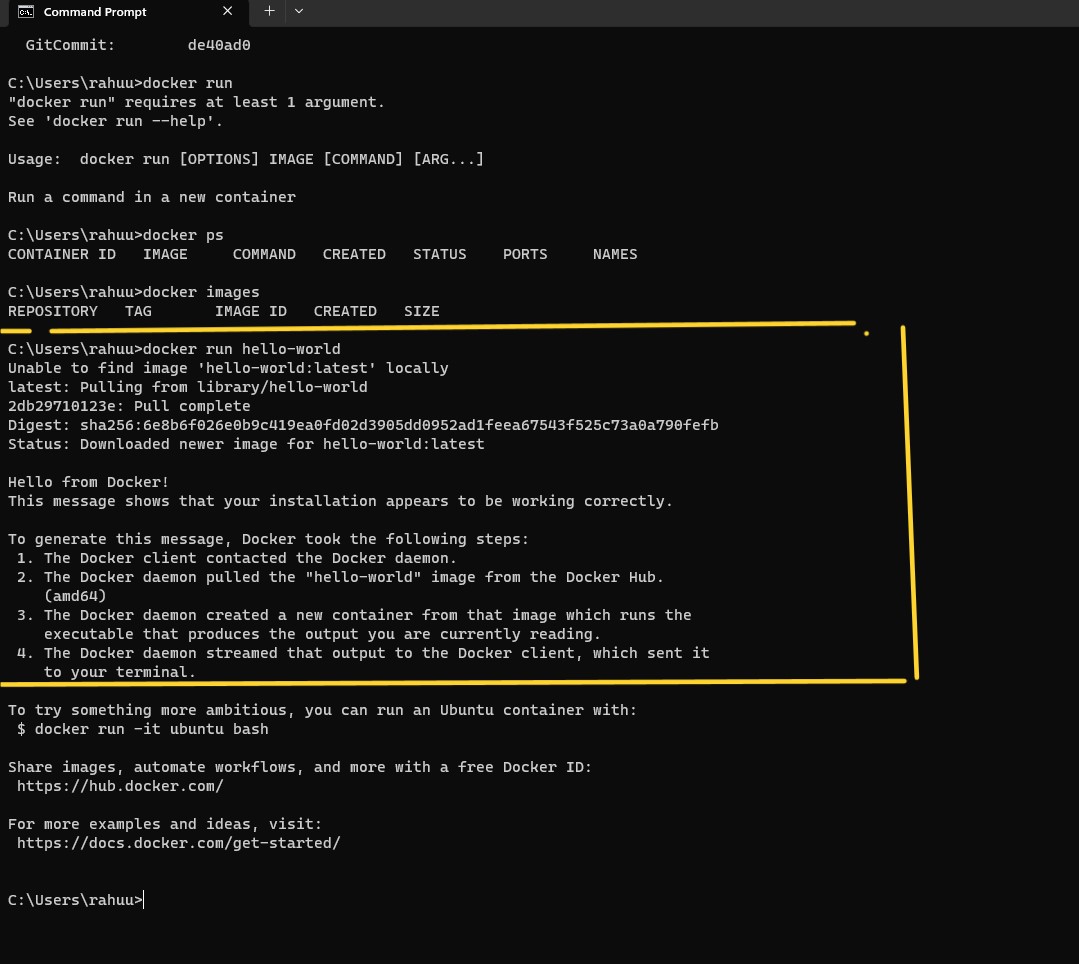 Command Prompt
GitCommit:        de40ad0
C:\Users\rahuu>docker run
"docker run" requires at least 1 argument.
See 'docker run --help'.
Usage:  docker run [OPTIONS] IMAGE [COMMAND] [ARG...]
Run a command in a new container
C:\Users\rahuu>docker ps
CONTAINER ID   IMAGE     COMMAND   CREATED   STATUS    PORTS     NAMES
C:\Users\rahuu>docker images
REPOSITORY   TAG       IMAGE ID   CREATED   SIZE
C:\Users\rahuu>docker run hello-world
Unable to find image 'hello-world:latest' locally
latest: Pulling from library/hello-world
2db29710123e: Pull complete
Digest: sha256:6e8b6f026e0b9c419ea0fd02d3905dd0952ad1feea67543f525c73a0a790fefb
Status: Downloaded newer image for hello-world:latest
Hello from Docker!
This message shows that your installation appears to be working correctly.
To generate this message, Docker took the following steps:
 1. The Docker client contacted the Docker daemon.
 2. The Docker daemon pulled the "hello-world" image from the Docker Hub.
    (amd64)
 3. The Docker daemon created a new container from that image which runs the
    executable that produces the output you are currently reading.
 4. The Docker daemon streamed that output to the Docker client, which sent it
    to your terminal.
To try something more ambitious, you can run an Ubuntu container with:
 $ docker run -it ubuntu bash
Share images, automate workflows, and more with a free Docker ID:
 https://hub.docker.com/
For more examples and ideas, visit:
 https://docs.docker.com/get-started/
C:\Users\rahuu>